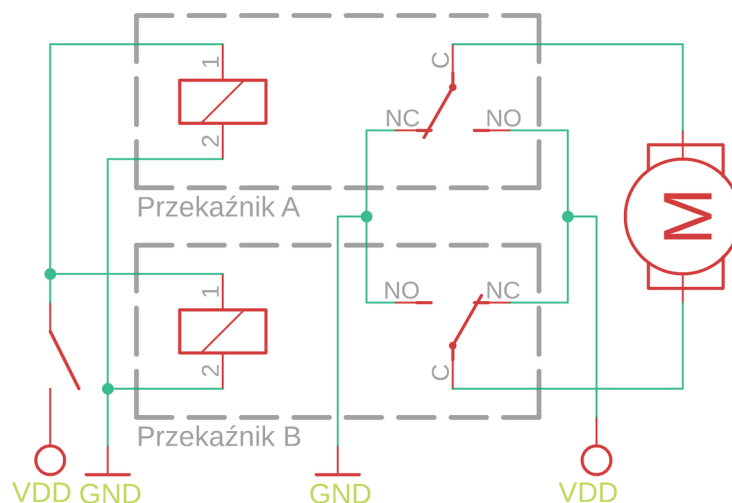 1
2
C
NC
NO
Przekaźnik A
M
1
2
NO
NC
C
Przekaźnik B
VDD
GND
GND
VDD